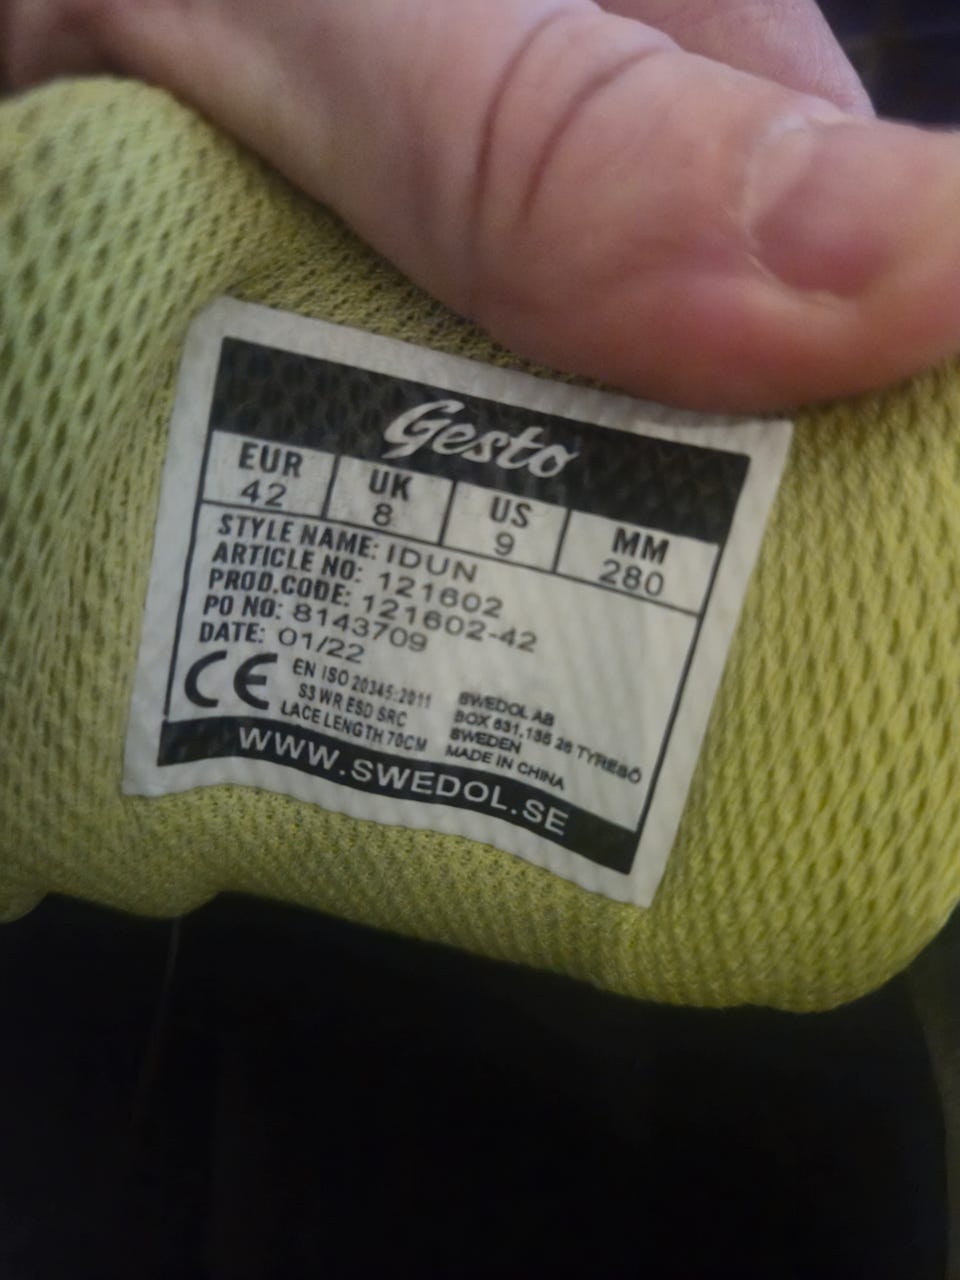 Gesto
EUR UK US MM
42 8 9 280
STYLE NAME: IDUN
ARTICLE NO: 121602
PROD.CODE: 121602-42
PO NO: 8143709
DATE: 01/22
CE
EN ISO 20345:2011
S3 WR ESD SRC
LACE LENGTH 70CM
SWEDOL AB
BOX 631, 135 26 TYRESÖ
SWEDEN
MADE IN CHINA
WWW.SWEDOL.SE